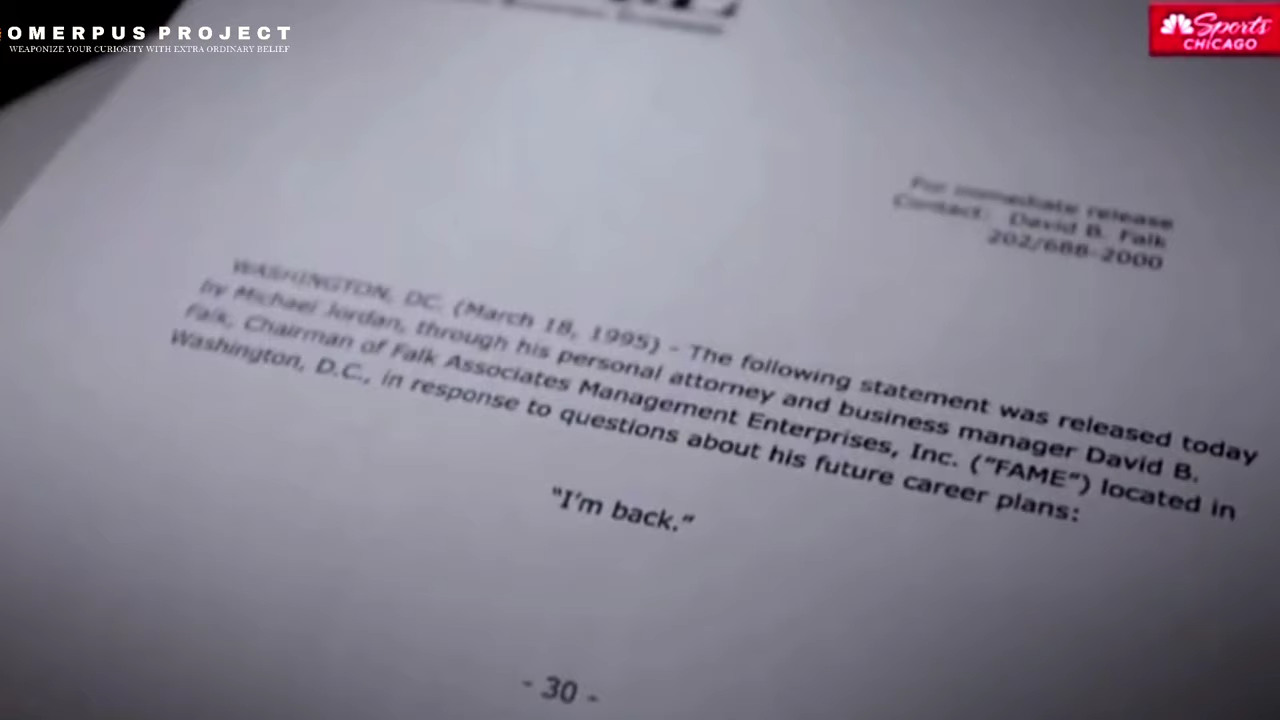 OMERPUS PROJECT
WEAPONIZE YOUR CURIOSITY WITH EXTRA ORDINARY BELIEF
Sports
CHICAGO
For immediate release
Contact: David B. Falk
202/688-2000
WASHINGTON, DC. (March 18, 1995) - The following statement was released today
by Michael Jordan, through his personal attorney and business manager David B.
Falk, Chairman of Falk Associates Management Enterprises, Inc. ("FAME") located in
Washington, D.C., in response to questions about his future career plans:
"I'm back."
- 30 -